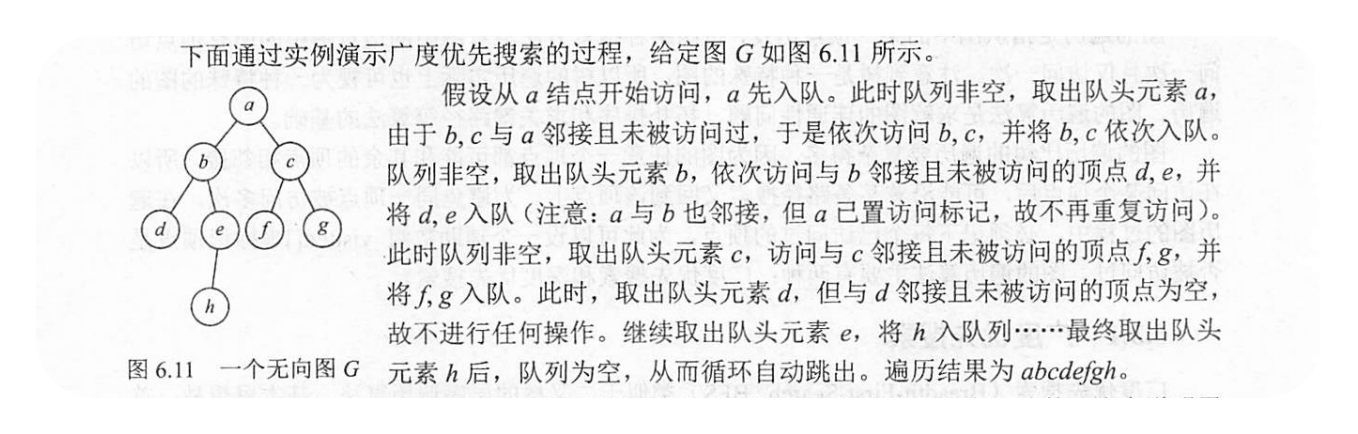 下面通过实例演示广度优先搜索的过程，给定图 G 如图 6.11 所示。
假设从 a 结点开始访问，a 先入队。此时队列非空，取出队头元素 a，
由于 b, c 与 a 邻接且未被访问过，于是依次访问 b, c，并将 b, c 依次入队。
队列非空，取出队头元素 b，依次访问与 b 邻接且未被访问的顶点 d, e，并
将 d, e 入队（注意：a 与 b 也邻接，但 a 已置访问标记，故不再重复访问）。
此时队列非空，取出队头元素 c，访问与 c 邻接且未被访问的顶点 f, g，并
将 f, g 入队。此时，取出队头元素 d，但与 d 邻接且未被访问的顶点为空，
故不进行任何操作。继续取出队头元素 e，将 h 入队列……最终取出队头
元素 h 后，队列为空，从而循环自动跳出。遍历结果为 abcdefgh。
a
b
c
d
e
f
g
h
图 6.11 一个无向图 G